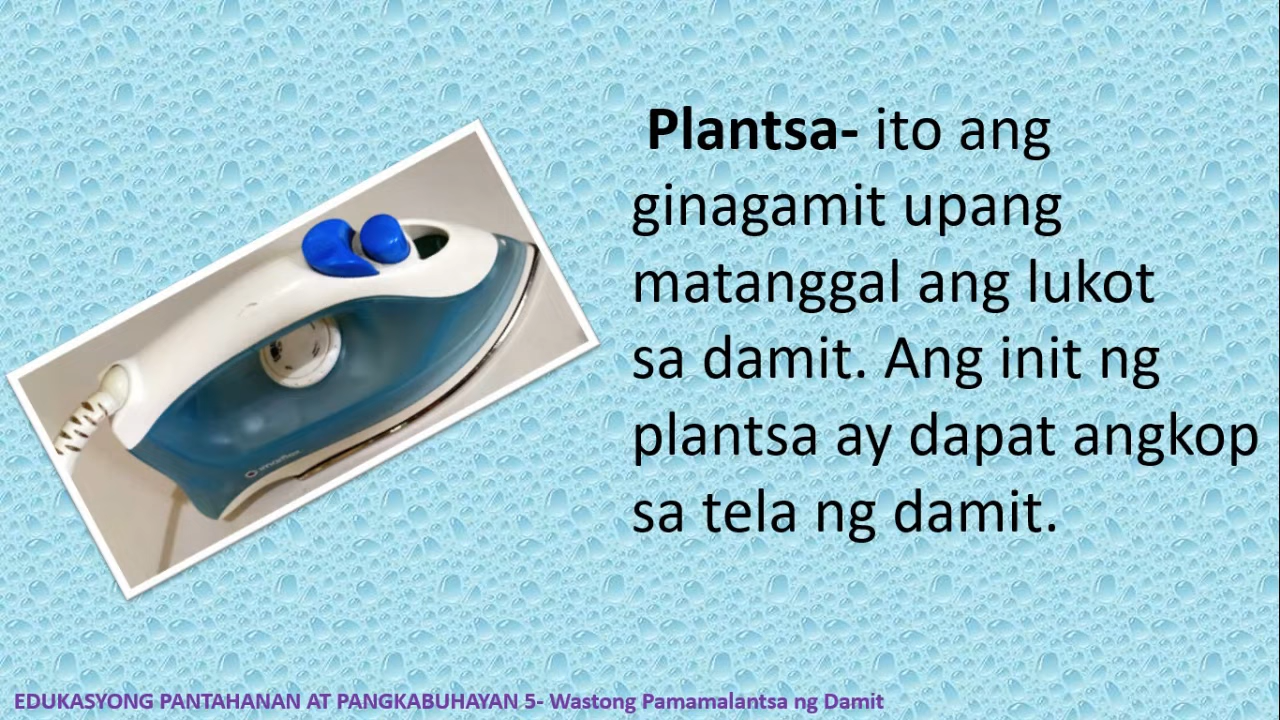 Plantsa- ito ang
ginagamit upang
matanggal ang lukot
sa damit. Ang init ng
plantsa ay dapat angkop
sa tela ng damit.
EDUKASYONG PANTAHANAN AT PANGKABUHAYAN 5- Wastong Pamamalantsa ng Damit